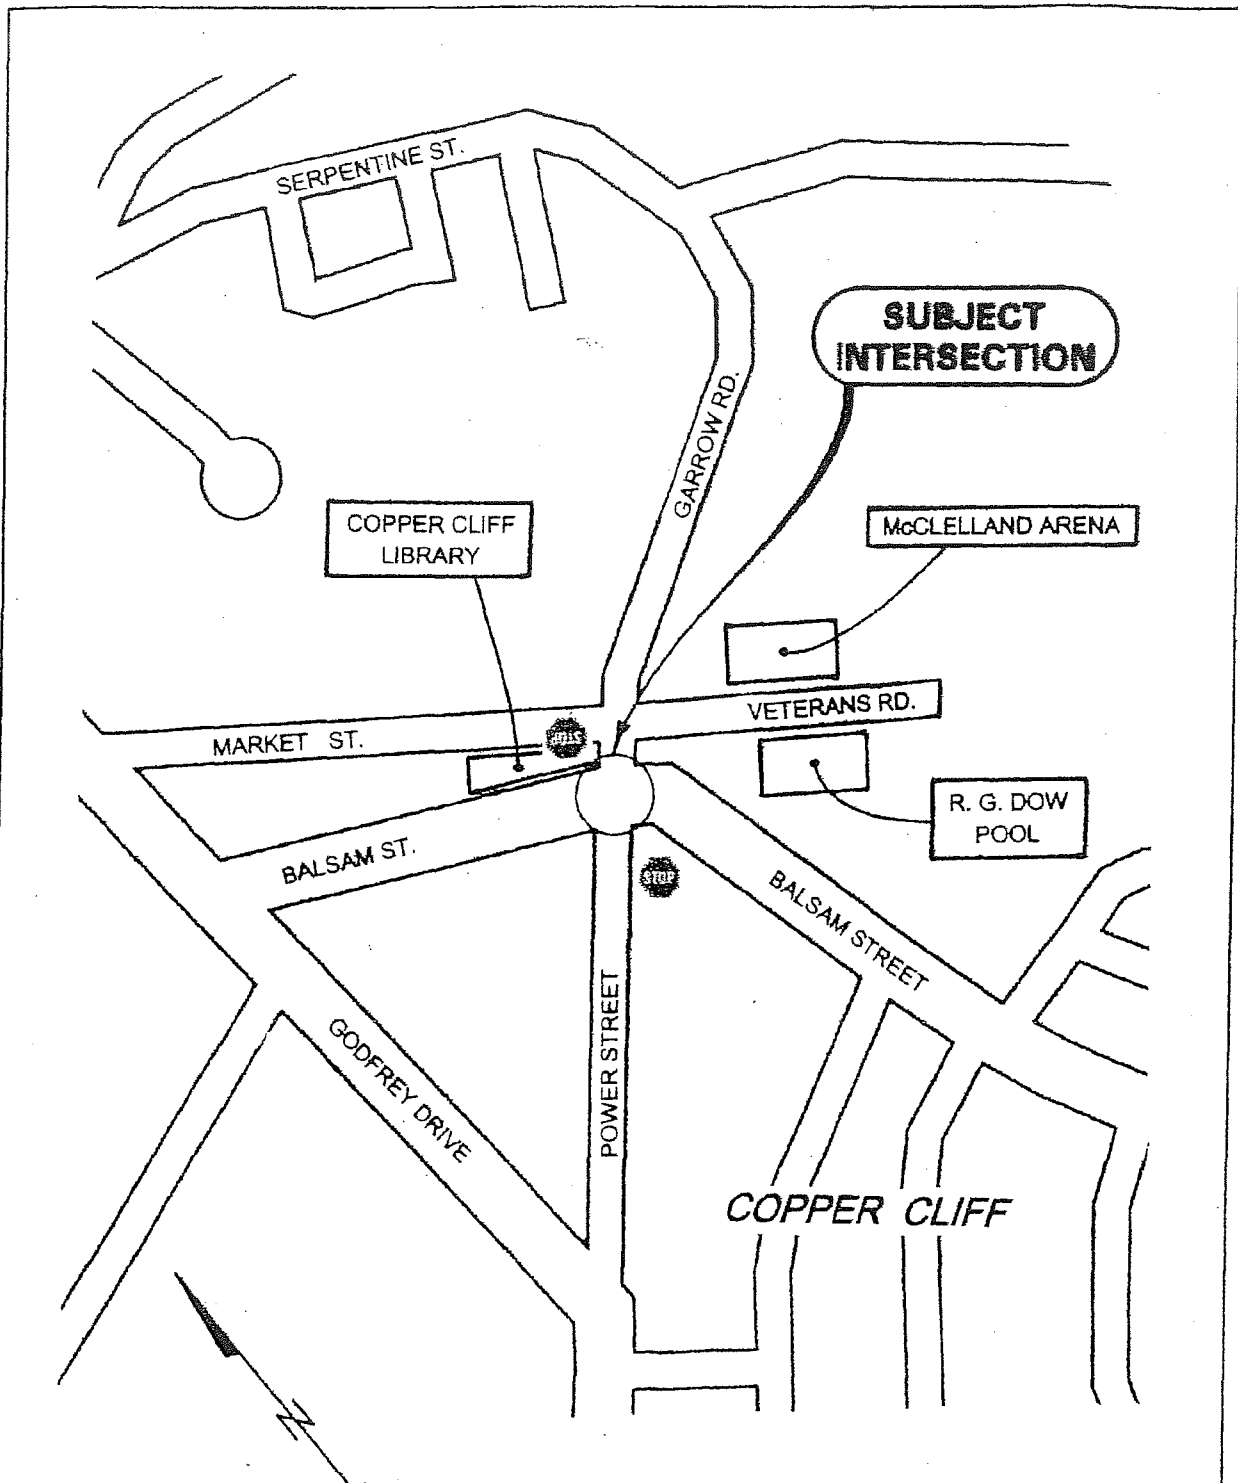 SERPENTINE ST.
SUBJECT
INTERSECTION
GARROW RD.
COPPER CLIFF
LIBRARY
McCLELLAND ARENA
VETERANS RD.
MARKET ST.
R. G. DOW
POOL
BALSAM ST.
STOP
BALSAM STREET
GODFREY DRIVE
POWER STREET
COPPER CLIFF
N